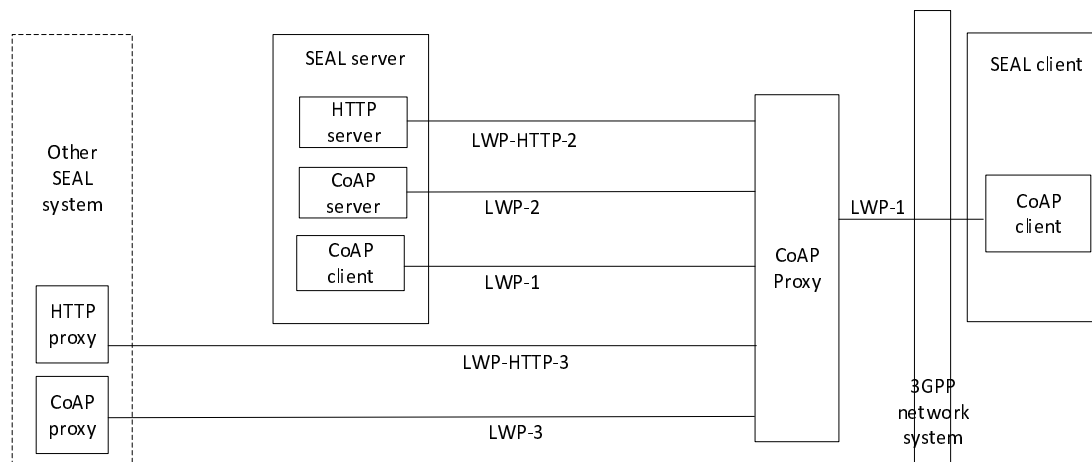 Other
SEAL
system
HTTP
proxy
CoAP
proxy
SEAL server
HTTP
server
CoAP
server
CoAP
client
LWP-HTTP-2
LWP-2
LWP-1
LWP-HTTP-3
LWP-3
CoAP
Proxy
LWP-1
3GPP
network
system
SEAL client
CoAP
client